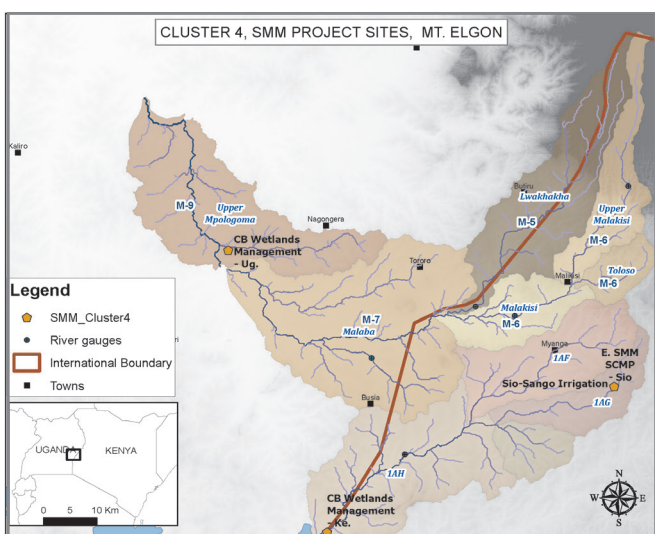 CLUSTER 4, SMM PROJECT SITES, MT. ELGON
Kaliro
Butiru
Lwakhakha
Upper
Mpologoma
M-9
Nagongera
M-5
Upper
Malakisi
M-6
CB Wetlands
Management
- Ug.
Tororo
Toloso
Malikisi
M-6
Malakisi
M-6
M-7
Malaba
Myanga
1AF
E. SMM
SCMP
- Sio
Sio-Sango Irrigation
1AG
Busia
1AH
CB Wetlands
Management
- Ke.
Legend
SMM_Cluster4
River gauges
International Boundary
Towns
UGANDA
KENYA
0 5 10 Km
N
W
E
S